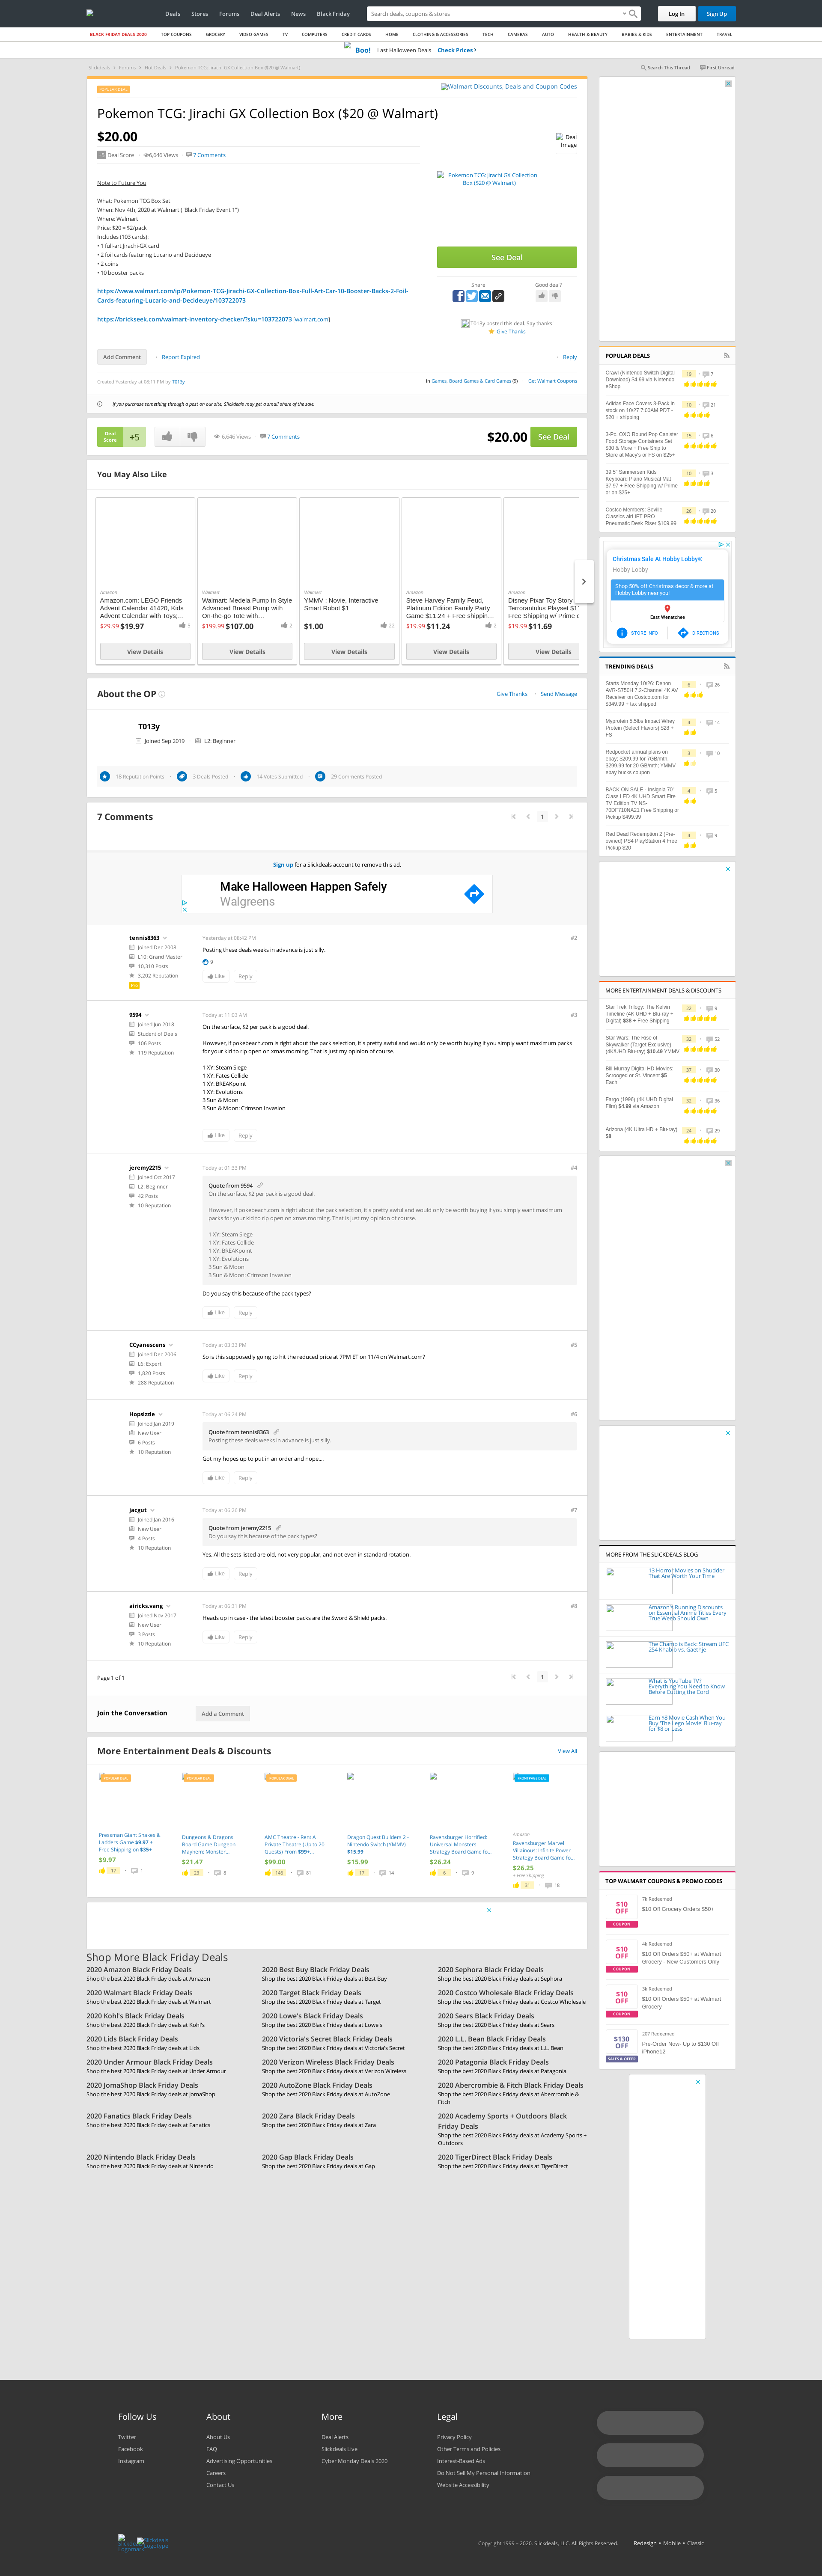 Deals
Stores
Forums
Deal Alerts
News
Black Friday
Search deals, coupons & stores
Log In
Sign Up
BLACK FRIDAY DEALS 2020
TOP COUPONS
GROCERY
VIDEO GAMES
TV
COMPUTERS
CREDIT CARDS
HOME
CLOTHING & ACCESSORIES
TECH
CAMERAS
AUTO
HEALTH & BEAUTY
BABIES & KIDS
ENTERTAINMENT
TRAVEL
Boo! Last Halloween Deals Check Prices
Slickdeals Forums Hot Deals Pokemon TCG: Jirachi GX Collection Box ($20 @ Walmart)
Search This Thread
First Unread
POPULAR DEAL
Walmart Discounts, Deals and Coupon Codes
Pokemon TCG: Jirachi GX Collection Box ($20 @ Walmart)
$20.00
+5 Deal Score 6,646 Views 7 Comments
Deal Image
Note to Future You
What: Pokemon TCG Box Set
When: Nov 4th, 2020 at Walmart ("Black Friday Event 1")
Where: Walmart
Price: $20 = $2/pack
Includes (103 cards):
• 1 full-art Jirachi-GX card
• 2 foil cards featuring Lucario and Decidueye
• 2 coins
• 10 booster packs
https://www.walmart.com/ip/Pokemon-TCG-Jirachi-GX-Collection-Box-Full-Art-Car-10-Booster-Backs-2-Foil-
Cards-featuring-Lucario-and-Decideuye/103722073
https://brickseek.com/walmart-inventory-checker/?sku=103722073 [walmart.com]
Pokemon TCG: Jirachi GX Collection
Box ($20 @ Walmart)
See Deal
Share
Good deal?
T013y posted this deal. Say thanks!
Give Thanks
Add Comment
Report Expired
Reply
Created Yesterday at 08:11 PM by T013y
in Games, Board Games & Card Games (9) Get Walmart Coupons
If you purchase something through a post on our site, Slickdeals may get a small share of the sale.
Deal Score +5
6,646 Views 7 Comments
$20.00
See Deal
You May Also Like
Amazon
Amazon.com: LEGO Friends
Advent Calendar 41420, Kids
Advent Calendar with Toys;...
$29.99 $19.97 5
View Details
Walmart
Walmart: Medela Pump In Style
Advanced Breast Pump with
On-the-go Tote with...
$199.99 $107.00 2
View Details
Walmart
YMMV : Novie, Interactive
Smart Robot $1
$1.00 22
View Details
Amazon
Steve Harvey Family Feud,
Platinum Edition Family Party
Game $11.24 + Free shippin...
$19.99 $11.24 2
View Details
Amazon
Disney Pixar Toy Story
Terrorantulus Playset $1
Free Shipping w/ Prime o
$19.99 $11.69
View Details
About the OP
Give Thanks
Send Message
T013y
Joined Sep 2019 L2: Beginner
18 Reputation Points
3 Deals Posted
14 Votes Submitted
29 Comments Posted
7 Comments
1
Sign up for a Slickdeals account to remove this ad.
Make Halloween Happen Safely
Walgreens
tennis8363
Joined Dec 2008
L10: Grand Master
10,310 Posts
3,202 Reputation
Pro
Yesterday at 08:42 PM
#2
Posting these deals weeks in advance is just silly.
9
Like
Reply
9594
Joined Jun 2018
Student of Deals
106 Posts
119 Reputation
Today at 11:03 AM
#3
On the surface, $2 per pack is a good deal.
However, if pokebeach.com is right about the pack selection, it's pretty awful and would only be worth buying if you simply want maximum packs
for your kid to rip open on xmas morning. That is just my opinion of course.
1 XY: Steam Siege
1 XY: Fates Collide
1 XY: BREAKpoint
1 XY: Evolutions
3 Sun & Moon
3 Sun & Moon: Crimson Invasion
Like
Reply
jeremy2215
Joined Oct 2017
L2: Beginner
42 Posts
10 Reputation
Today at 01:33 PM
#4
Quote from 9594
On the surface, $2 per pack is a good deal.
However, if pokebeach.com is right about the pack selection, it's pretty awful and would only be worth buying if you simply want maximum
packs for your kid to rip open on xmas morning. That is just my opinion of course.
1 XY: Steam Siege
1 XY: Fates Collide
1 XY: BREAKpoint
1 XY: Evolutions
3 Sun & Moon
3 Sun & Moon: Crimson Invasion
Do you say this because of the pack types?
Like
Reply
CCyanescens
Joined Dec 2006
L6: Expert
1,820 Posts
288 Reputation
Today at 03:33 PM
#5
So is this supposedly going to hit the reduced price at 7PM ET on 11/4 on Walmart.com?
Like
Reply
Hopsizzle
Joined Jan 2019
New User
6 Posts
10 Reputation
Today at 06:24 PM
#6
Quote from tennis8363
Posting these deals weeks in advance is just silly.
Got my hopes up to put in an order and nope....
Like
Reply
jacgut
Joined Jan 2016
New User
4 Posts
10 Reputation
Today at 06:26 PM
#7
Quote from jeremy2215
Do you say this because of the pack types?
Yes. All the sets listed are old, not very popular, and not even in standard rotation.
Like
Reply
airicks.vang
Joined Nov 2017
New User
3 Posts
10 Reputation
Today at 06:31 PM
#8
Heads up in case - the latest booster packs are the Sword & Shield packs.
Like
Reply
Page 1 of 1
1
Join the Conversation
Add a Comment
More Entertainment Deals & Discounts
View All
POPULAR DEAL
Pressman Giant Snakes &
Ladders Game $9.97 +
Free Shipping on $35+
$9.97
17 1
POPULAR DEAL
Dungeons & Dragons
Board Game Dungeon
Mayhem: Monster...
$21.47
23 8
POPULAR DEAL
AMC Theatre - Rent A
Private Theatre (Up to 20
Guests) From $99+...
$99.00
146 81
Dragon Quest Builders 2 -
Nintendo Switch (YMMV)
$15.99
$15.99
17 14
Ravensburger Horrified:
Universal Monsters
Strategy Board Game fo...
$26.24
6 9
FRONTPAGE DEAL
Amazon
Ravensburger Marvel
Villainous: Infinite Power
Strategy Board Game fo...
$26.25
+ Free Shipping
31 18
Shop More Black Friday Deals
2020 Amazon Black Friday Deals
Shop the best 2020 Black Friday deals at Amazon
2020 Best Buy Black Friday Deals
Shop the best 2020 Black Friday deals at Best Buy
2020 Sephora Black Friday Deals
Shop the best 2020 Black Friday deals at Sephora
2020 Walmart Black Friday Deals
Shop the best 2020 Black Friday deals at Walmart
2020 Target Black Friday Deals
Shop the best 2020 Black Friday deals at Target
2020 Costco Wholesale Black Friday Deals
Shop the best 2020 Black Friday deals at Costco Wholesale
2020 Kohl's Black Friday Deals
Shop the best 2020 Black Friday deals at Kohl's
2020 Lowe's Black Friday Deals
Shop the best 2020 Black Friday deals at Lowe's
2020 Sears Black Friday Deals
Shop the best 2020 Black Friday deals at Sears
2020 Lids Black Friday Deals
Shop the best 2020 Black Friday deals at Lids
2020 Victoria's Secret Black Friday Deals
Shop the best 2020 Black Friday deals at Victoria's Secret
2020 L.L. Bean Black Friday Deals
Shop the best 2020 Black Friday deals at L.L. Bean
2020 Under Armour Black Friday Deals
Shop the best 2020 Black Friday deals at Under Armour
2020 Verizon Wireless Black Friday Deals
Shop the best 2020 Black Friday deals at Verizon Wireless
2020 Patagonia Black Friday Deals
Shop the best 2020 Black Friday deals at Patagonia
2020 JomaShop Black Friday Deals
Shop the best 2020 Black Friday deals at JomaShop
2020 AutoZone Black Friday Deals
Shop the best 2020 Black Friday deals at AutoZone
2020 Abercrombie & Fitch Black Friday Deals
Shop the best 2020 Black Friday deals at Abercrombie &
Fitch
2020 Fanatics Black Friday Deals
Shop the best 2020 Black Friday deals at Fanatics
2020 Zara Black Friday Deals
Shop the best 2020 Black Friday deals at Zara
2020 Academy Sports + Outdoors Black
Friday Deals
Shop the best 2020 Black Friday deals at Academy Sports +
Outdoors
2020 Nintendo Black Friday Deals
Shop the best 2020 Black Friday deals at Nintendo
2020 Gap Black Friday Deals
Shop the best 2020 Black Friday deals at Gap
2020 TigerDirect Black Friday Deals
Shop the best 2020 Black Friday deals at TigerDirect
POPULAR DEALS
Crawl (Nintendo Switch Digital
Download) $4.99 via Nintendo
eShop
19 7
Adidas Face Covers 3-Pack in
stock on 10/27 7:00AM PDT -
$20 + shipping
10 21
3-Pc. OXO Round Pop Canister
Food Storage Containers Set
$30 & More + Free Ship to
Store at Macy's or FS on $25+
15 6
39.5" Sanmersen Kids
Keyboard Piano Musical Mat
$7.97 + Free Shipping w/ Prime
or on $25+
10 3
Costco Members: Seville
Classics airLIFT PRO
Pneumatic Desk Riser $109.99
26 20
Christmas Sale At Hobby Lobby®
Hobby Lobby
Shop 50% off Christmas decor & more at
Hobby Lobby near you!
East Wenatchee
STORE INFO
DIRECTIONS
TRENDING DEALS
Starts Monday 10/26: Denon
AVR-S750H 7.2-Channel 4K AV
Receiver on Costco.com for
$349.99 + tax shipped
6 26
Myprotein 5.5lbs Impact Whey
Protein (Select Flavors) $28 +
FS
4 14
Redpocket annual plans on
ebay; $209.99 for 7GB/mth,
$299.99 for 20 GB/mth; YMMV
ebay bucks coupon
3 10
BACK ON SALE - Insignia 70"
Class LED 4K UHD Smart Fire
TV Edition TV NS-
70DF710NA21 Free Shipping or
Pickup $499.99
4 5
Red Dead Redemption 2 (Pre-
owned) PS4 PlayStation 4 Free
Pickup $20
4 9
MORE ENTERTAINMENT DEALS & DISCOUNTS
Star Trek Trilogy: The Kelvin
Timeline (4K UHD + Blu-ray +
Digital) $36 + Free Shipping
22 9
Star Wars: The Rise of
Skywalker (Target Exclusive)
(4K/UHD Blu-ray) $10.49 YMMV
32 52
Bill Murray Digital HD Movies:
Scrooged or St. Vincent $5
Each
37 30
Fargo (1996) (4K UHD Digital
Film) $4.99 via Amazon
32 36
Arizona (4K Ultra HD + Blu-ray)
$8
24 29
MORE FROM THE SLICKDEALS BLOG
13 Horror Movies on Shudder
That Are Worth Your Time
Amazon's Running Discounts
on Essential Anime Titles Every
True Weeb Should Own
The Champ is Back: Stream UFC
254 Khabib vs. Gaethje
What is YouTube TV?
Everything You Need to Know
Before Cutting the Cord
Earn $8 Movie Cash When You
Buy 'The Lego Movie' Blu-ray
for $8 or Less
TOP WALMART COUPONS & PROMO CODES
$10 OFF
COUPON
7k Redeemed
$10 Off Grocery Orders $50+
$10 OFF
COUPON
4k Redeemed
$10 Off Orders $50+ at Walmart
Grocery - New Customers Only
$10 OFF
COUPON
3k Redeemed
$10 Off Orders $50+ at Walmart
Grocery
$130 OFF
SALES & OFFER
207 Redeemed
Pre-Order Now- Up to $130 Off
iPhone12
Follow Us
Twitter
Facebook
Instagram
About
About Us
FAQ
Advertising Opportunities
Careers
Contact Us
More
Deal Alerts
Slickdeals Live
Cyber Monday Deals 2020
Legal
Privacy Policy
Other Terms and Policies
Interest-Based Ads
Do Not Sell My Personal Information
Website Accessibility
Slickdeals Logomark
Slickdeals Logotype
Copyright 1999 - 2020. Slickdeals, LLC. All Rights Reserved.
Redesign • Mobile • Classic